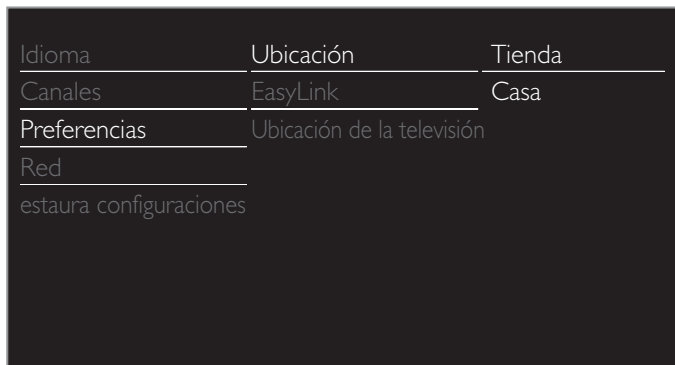 Idioma Ubicación Tienda
Canales EasyLink Casa
Preferencias Ubicación de la televisión
Red
estaura configuraciones